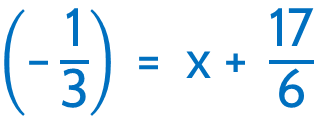 (-1/3) = x + 17/6